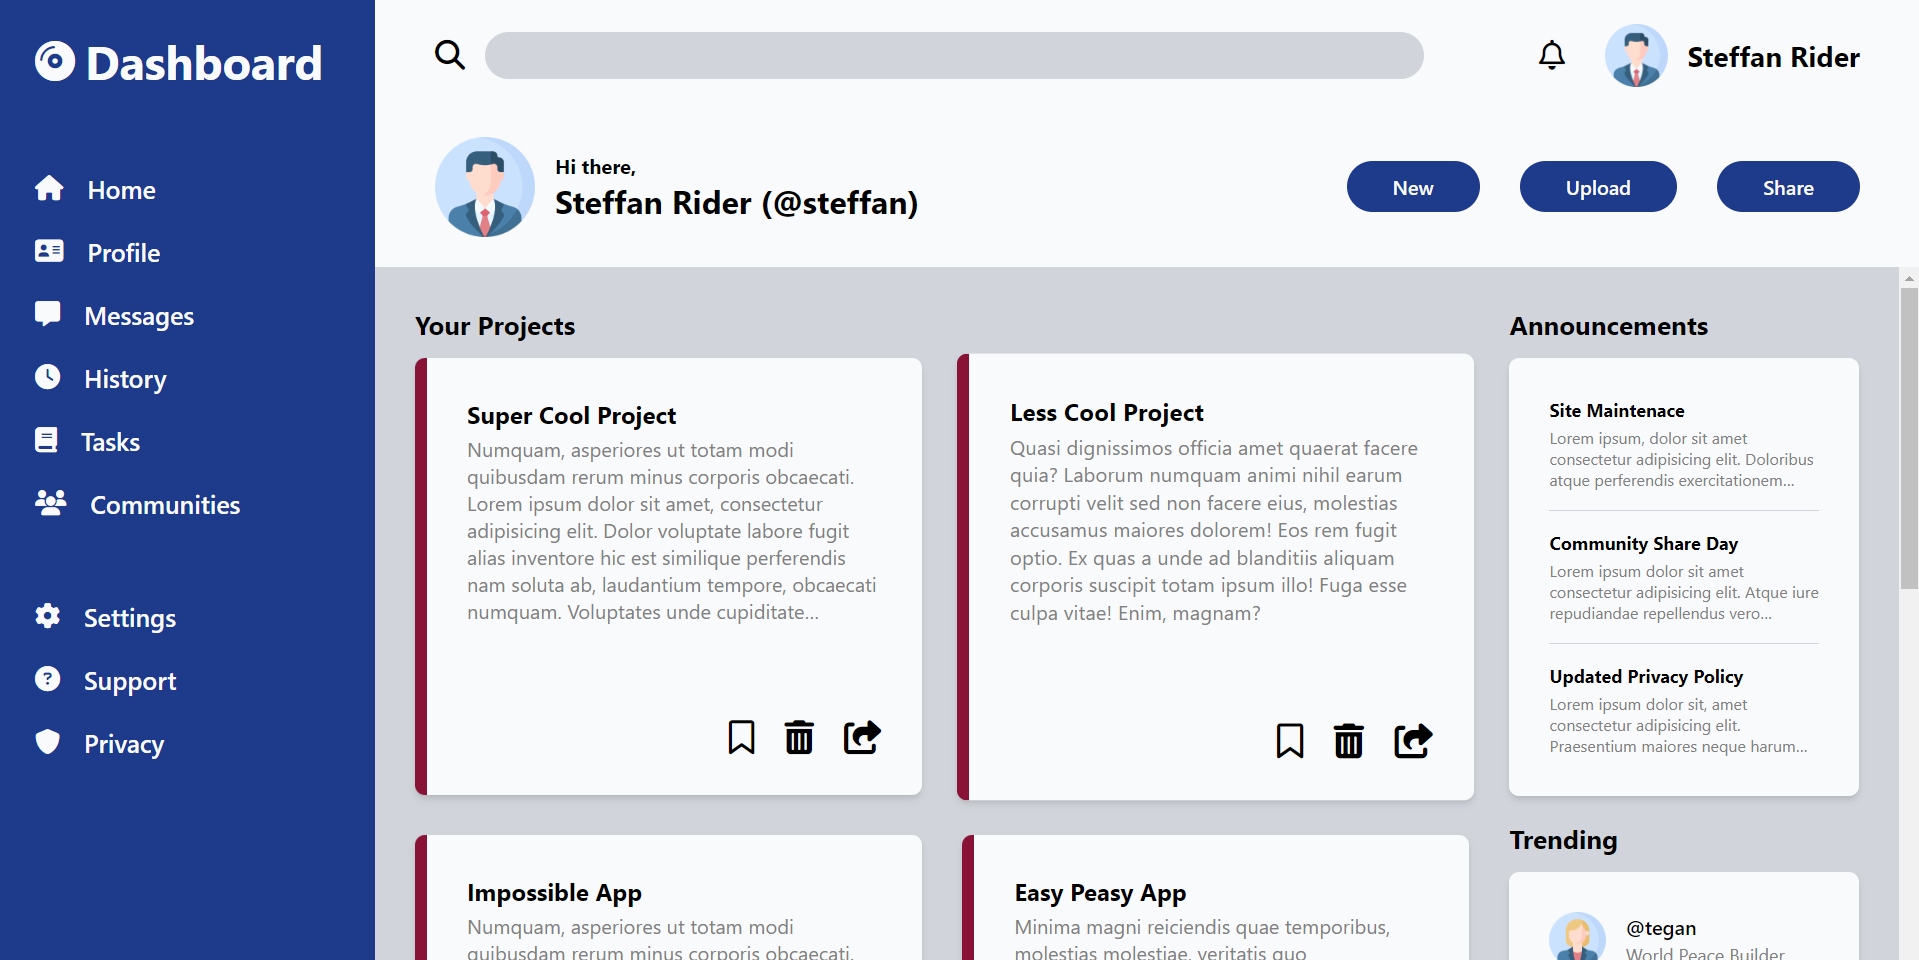 Dashboard
Home
Profile
Messages
History
Tasks
Communities
Settings
Support
Privacy
Steffan Rider
Hi there,
Steffan Rider (@steffan)
New
Upload
Share
Your Projects
Super Cool Project
Numquam, asperiores ut totam modi
quibusdam rerum minus corporis obcaecati.
Lorem ipsum dolor sit amet, consectetur
adipisicing elit. Dolor voluptate labore fugit
alias inventore hic est similique perferendis
nam soluta ab, laudantium tempore, obcaecati
numquam. Voluptates unde cupiditate...
Less Cool Project
Quasi dignissimos officia amet quaerat facere
quia? Laborum numquam animi nihil earum
corrupti velit sed non facere eius, molestias
accusamus maiores dolorem! Eos rem fugit
optio. Ex quas a unde ad blanditiis aliquam
corporis suscipit totam ipsum illo! Fuga esse
culpa vitae! Enim, magnam?
Impossible App
Numquam, asperiores ut totam modi
quibusdam rerum minus corporis obcaecati.
Easy Peasy App
Minima magni reiciendis quae temporibus,
molestias molestiae, veritatis quo
Announcements
Site Maintenace
Lorem ipsum, dolor sit amet
consectetur adipisicing elit. Doloribus
atque perferendis exercitationem...
Community Share Day
Lorem ipsum dolor sit amet
consectetur adipisicing elit. Atque iure
repudiandae repellendus vero...
Updated Privacy Policy
Lorem ipsum dolor sit, amet
consectetur adipisicing elit.
Praesentium maiores neque harum...
Trending
@tegan
World Peace Builder